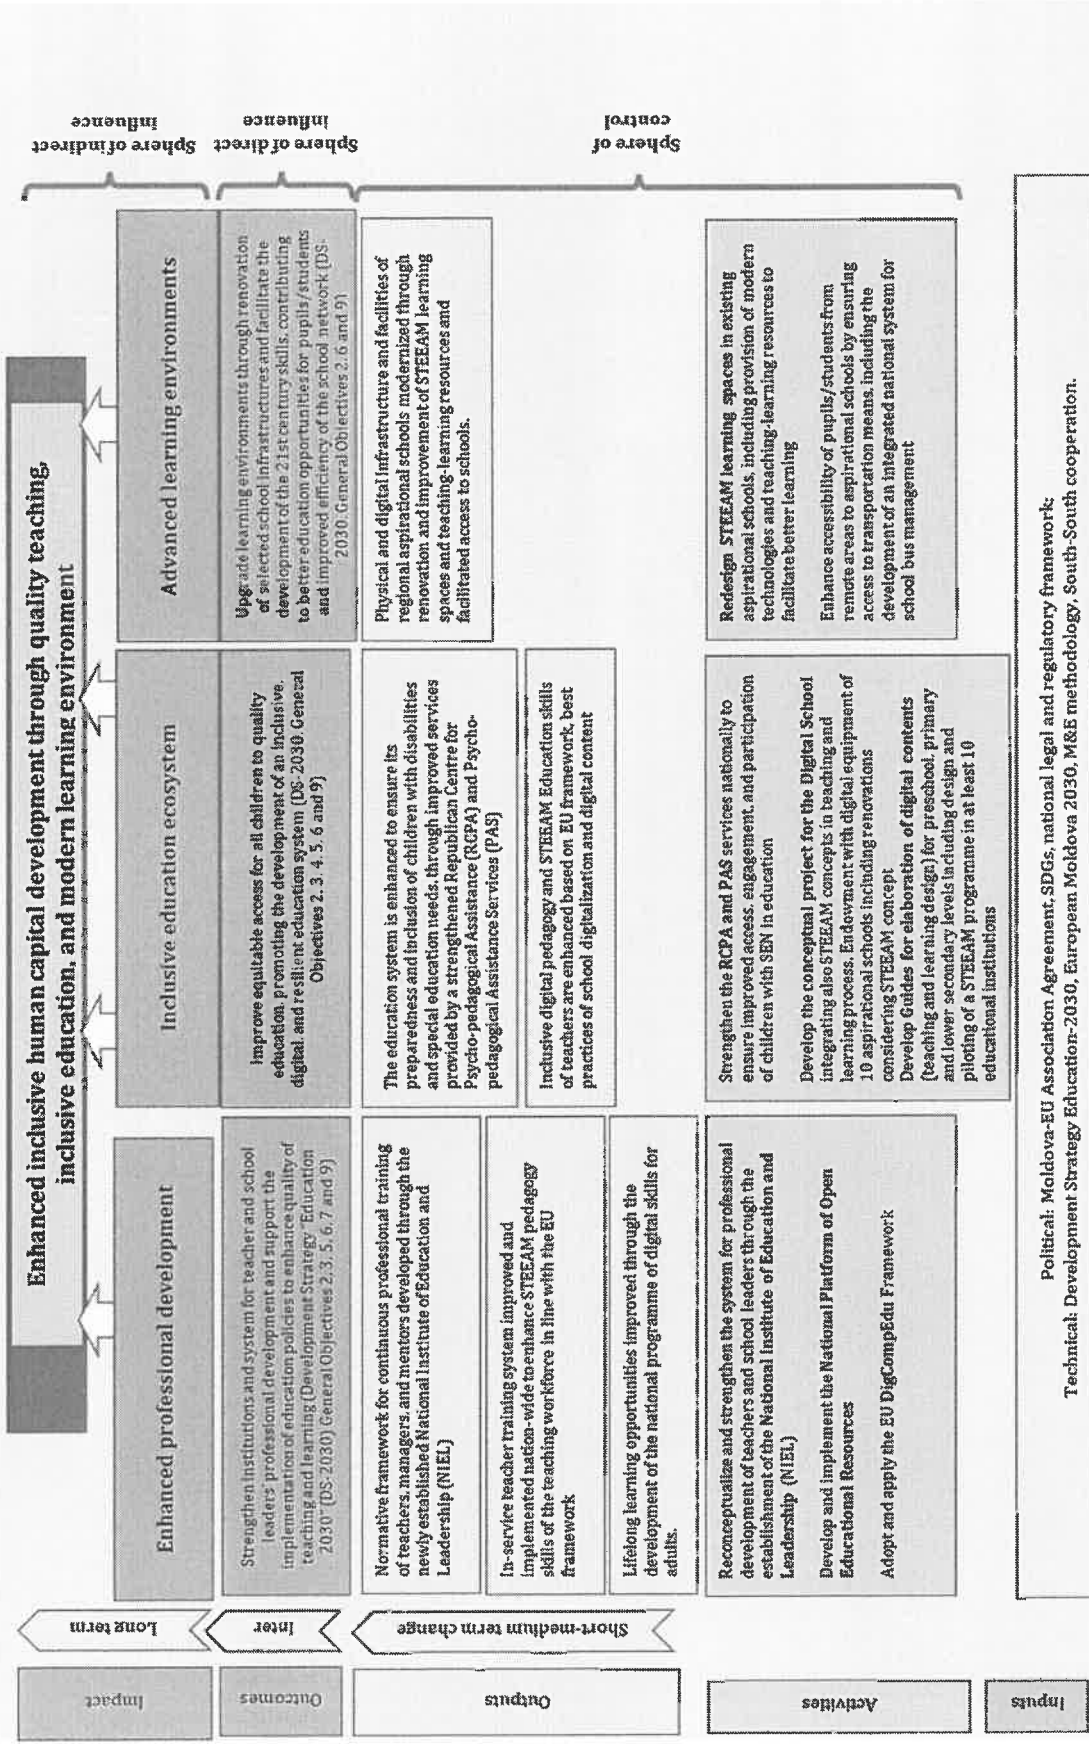 Enhanced inclusive human capital development through quality teaching,
inclusive education, and modern learning environment
Impact
Long term
Enhanced professional development
Inclusive education ecosystem
Advanced learning environments
Sphere of indirect
influence
Outcomes
Inter
Strengthen institutions and system for teacher and school
leaders' professional development and support the
implementation of education policies to enhance quality of
teaching and learning (Development Strategy "Education
2030" (DS-2030) General Objectives 2.3, 5, 6, 7 and 9)
Improve equitable access for all children to quality
education, promoting the development of an inclusive,
digital, and resilient education system (DS-2030, General
Objectives 2, 3, 4, 5, 6 and 9)
Upgrade learning environments through renovation
of selected school infrastructures and facilitate the
development of the 21st century skills, contributing
to better education opportunities for pupils/students
and improved efficiency of the school network (DS-
2030, General Objectives 2, 6 and 9)
Sphere of direct
influence
Outputs
Short-medium term change
Normative framework for continuous professional training
of teachers, managers, and mentors developed through the
newly established National Institute of Education and
Leadership (NIEL)
In-service teacher training system improved and
implemented nation-wide to enhance STEEAM pedagogy
skills of the teaching workforce in line with the EU
framework
Lifelong learning opportunities improved through the
development of the national programme of digital skills for
adults.
The education system is enhanced to ensure its
preparedness and inclusion of children with disabilities
and special education needs, through improved services
provided by a strengthened Republican Centre for
Psycho-pedagogical Assistance (RCPA) and Psycho-
pedagogical Assistance Services (PAS)
Inclusive digital pedagogy and STEEAM Education skills
of teachers are enhanced based on EU framework, best
practices of school digitalization and digital content
Physical and digital infrastructure and facilities of
regional aspirational schools modernized through
renovation and improvement of STEEAM learning
spaces and teaching-learning resources and
facilitated access to schools.
Sphere of
control
Activities
Reconceptualize and strengthen the system for professional
development of teachers and school leaders through the
establishment of the National Institute of Education and
Leadership (NIEL)
Develop and implement the National Platform of Open
Educational Resources
Adopt and apply the EU DigCompEdu Framework
Strengthen the RCPA and PAS services nationally to
ensure improved access, engagement, and participation
of children with SEN in education
Develop the conceptual project for the Digital School
integrating also STEEAM concepts in teaching and
learning process. Endowment with digital equipment of
10 aspirational schools including renovations
considering STEEAM concept
Develop Guides for elaboration of digital contents
(teaching and learning design) for preschool, primary
and lower secondary levels including design and
piloting of a STEEAM programme in at least 10
educational institutions
Redesign STEEAM learning spaces in existing
aspirational schools, including provision of modern
technologies and teaching-learning resources to
facilitate better learning
Enhance accessibility of pupils/students from
remote areas to aspirational schools by ensuring
access to transportation means, including the
development of an integrated national system for
school bus management
Inputs
Political: Moldova-EU Association Agreement, SDGs, national legal and regulatory framework;
Technical: Development Strategy Education-2030, European Moldova 2030, M&E methodology, South-South cooperation.